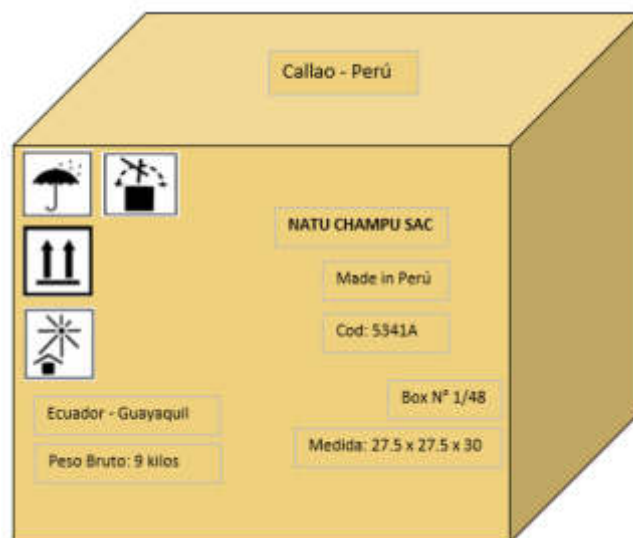 Callao - Perú
NATU CHAMPU SAC
Made in Perú
Cod: 5341A
Box N° 1/48
Ecuador - Guayaquil
Medida: 27.5 x 27.5 x 30
Peso Bruto: 9 kilos